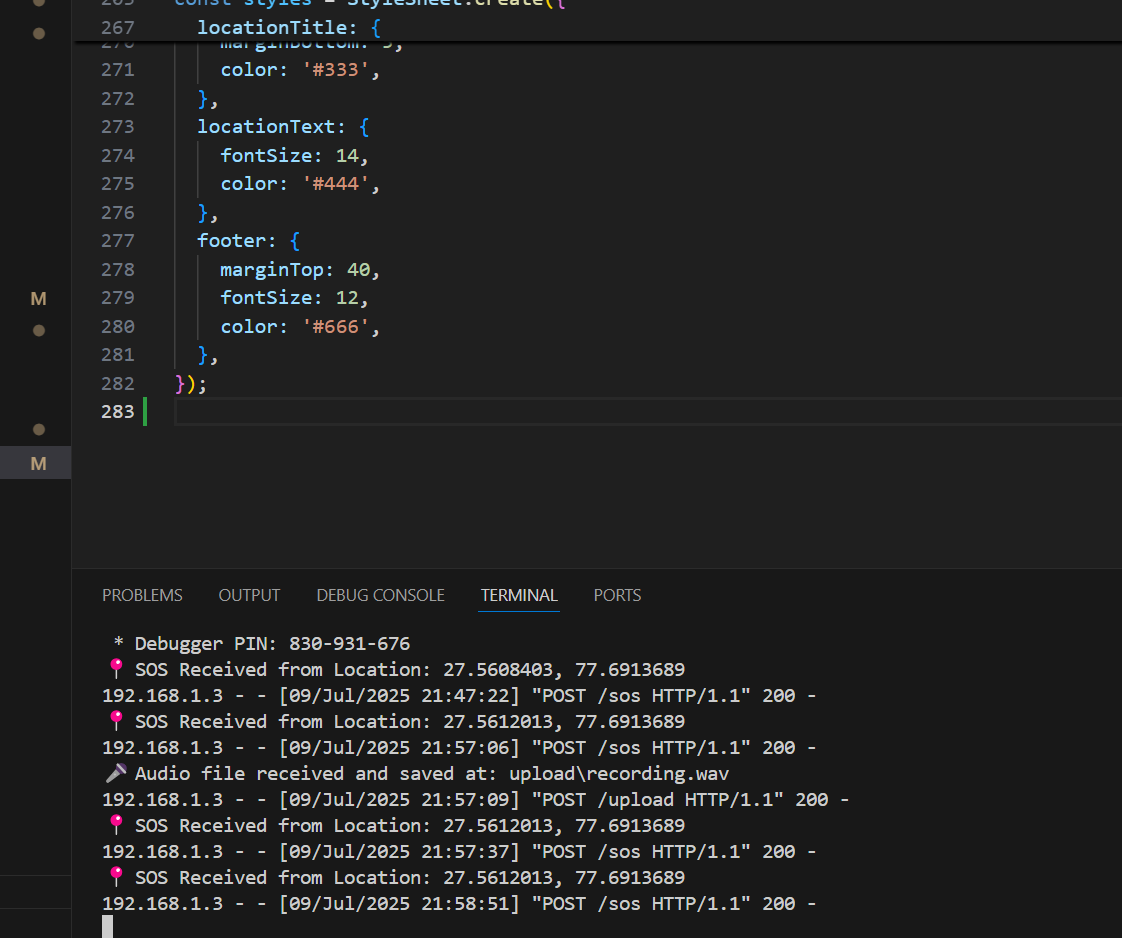 265 const styles = StyleSheet.create({
267 locationTitle: {
270 marginBottom: 5,
271 color: '#333',
272 },
273 locationText: {
274 fontSize: 14,
275 color: '#444',
276 },
277 footer: {
M
278 marginTop: 40,
279 fontSize: 12,
280 color: '#666',
281 },
282 });
283
M
PROBLEMS OUTPUT DEBUG CONSOLE TERMINAL PORTS
* Debugger PIN: 830-931-676
📍 SOS Received from Location: 27.5608403, 77.6913689
192.168.1.3 - - [09/Jul/2025 21:47:22] "POST /sos HTTP/1.1" 200 -
📍 SOS Received from Location: 27.5612013, 77.6913689
192.168.1.3 - - [09/Jul/2025 21:57:06] "POST /sos HTTP/1.1" 200 -
🎤 Audio file received and saved at: upload\recording.wav
192.168.1.3 - - [09/Jul/2025 21:57:09] "POST /upload HTTP/1.1" 200 -
📍 SOS Received from Location: 27.5612013, 77.6913689
192.168.1.3 - - [09/Jul/2025 21:57:37] "POST /sos HTTP/1.1" 200 -
📍 SOS Received from Location: 27.5612013, 77.6913689
192.168.1.3 - - [09/Jul/2025 21:58:51] "POST /sos HTTP/1.1" 200 -